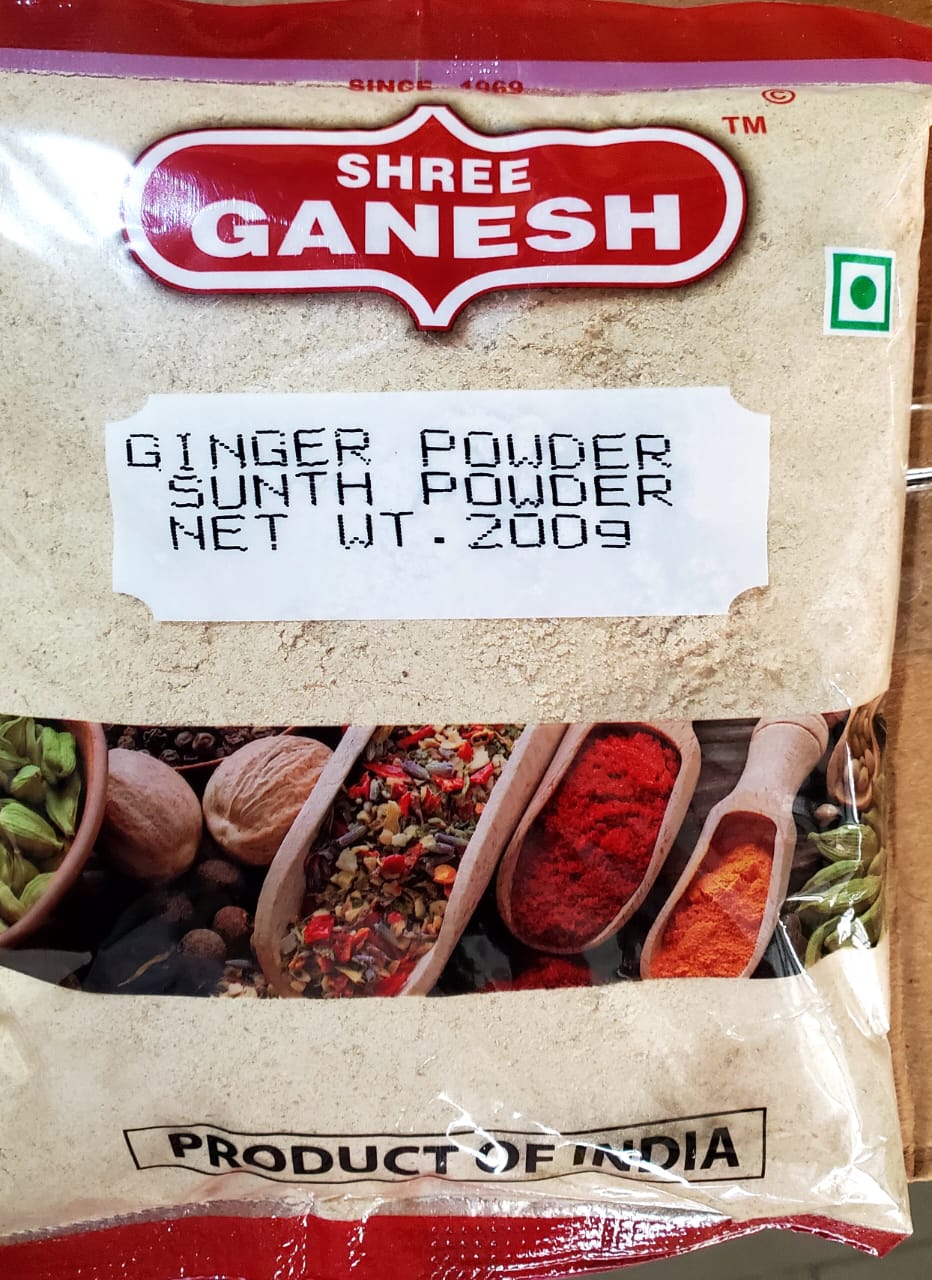 SINCE 1969
©
TM
SHREE
GANESH
GINGER POWDER
SUNTH POWDER
NET WT.200g
PRODUCT OF INDIA